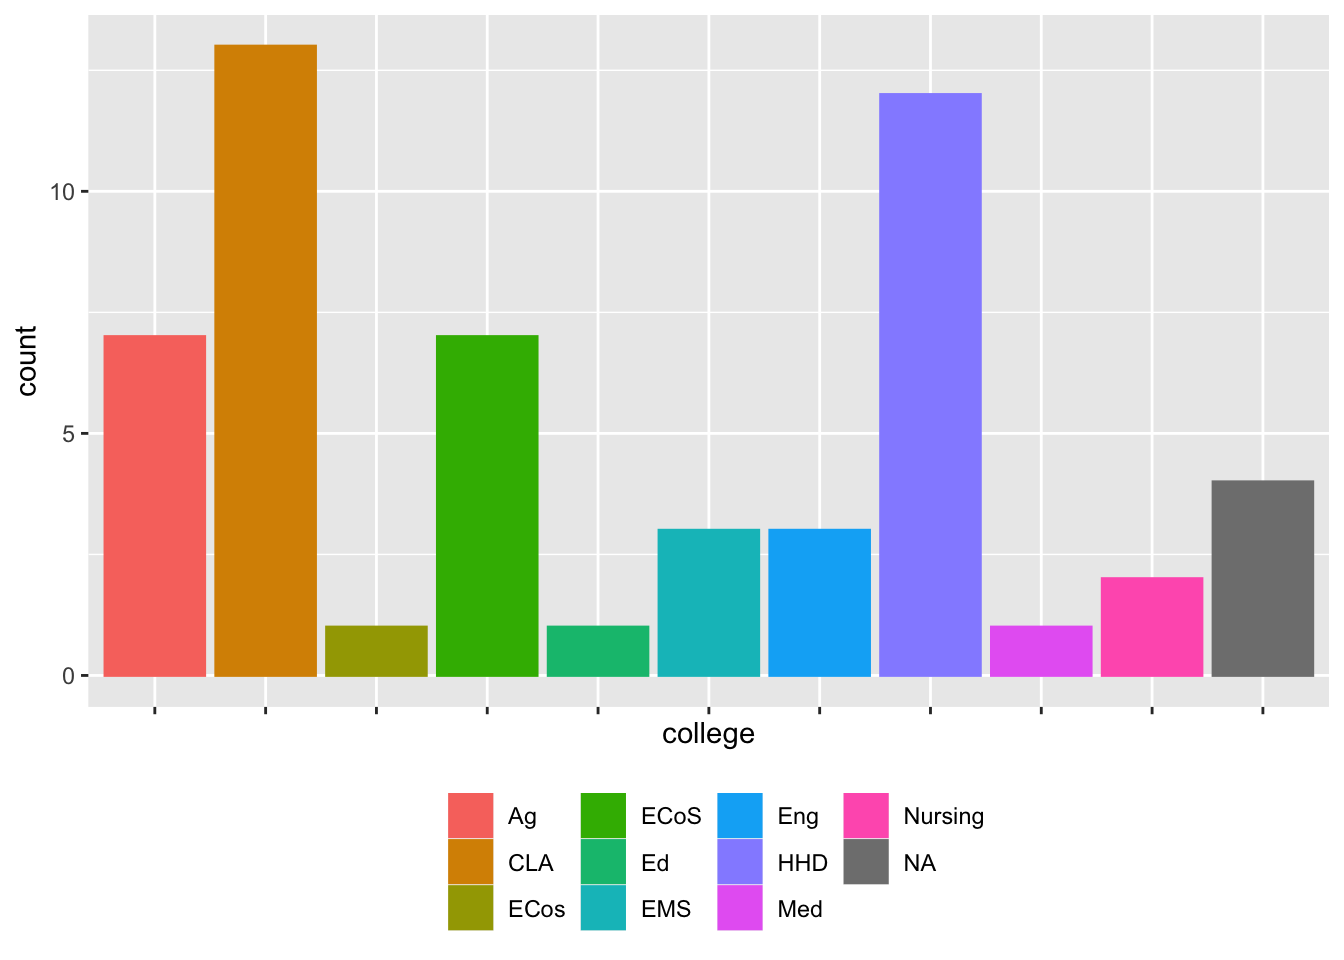 count
10
5
0
college
Ag ECoS Eng Nursing
CLA Ed HHD NA
ECos EMS Med